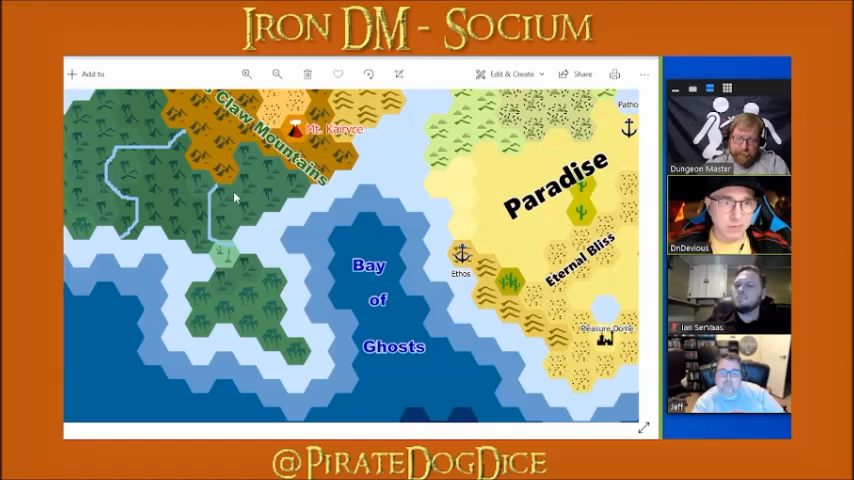 IRON DM - SOCIUM
Add to
Edit & Create
Share
Claw Mountains
Mt. Karryce
Patho
Paradise
Ethos
Eternal Bliss
Bay
of
Ghosts
Pleasure Dome
Dungeon Master
DnDevious
Ian Servaas
Jeff
@PIRATEDOGDICE